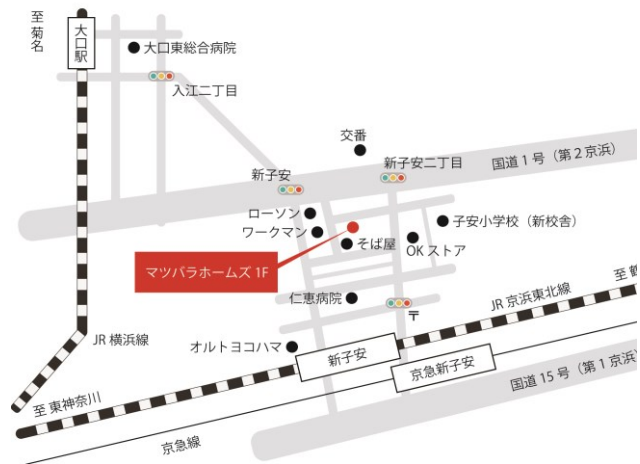 至 菊名
大口駅
大口東総合病院
入江二丁目
交番
国道1号（第2京浜）
新子安二丁目
新子安
ローソン
ワークマン
そば屋
OKストア
子安小学校（新校舎）
マツバラホームズ 1F
仁恵病院
〒
JR 京浜東北線
至 鶴
JR 横浜線
オルトヨコハマ
新子安
京急新子安
至 東神奈川
京急線
国道15号（第1京浜）